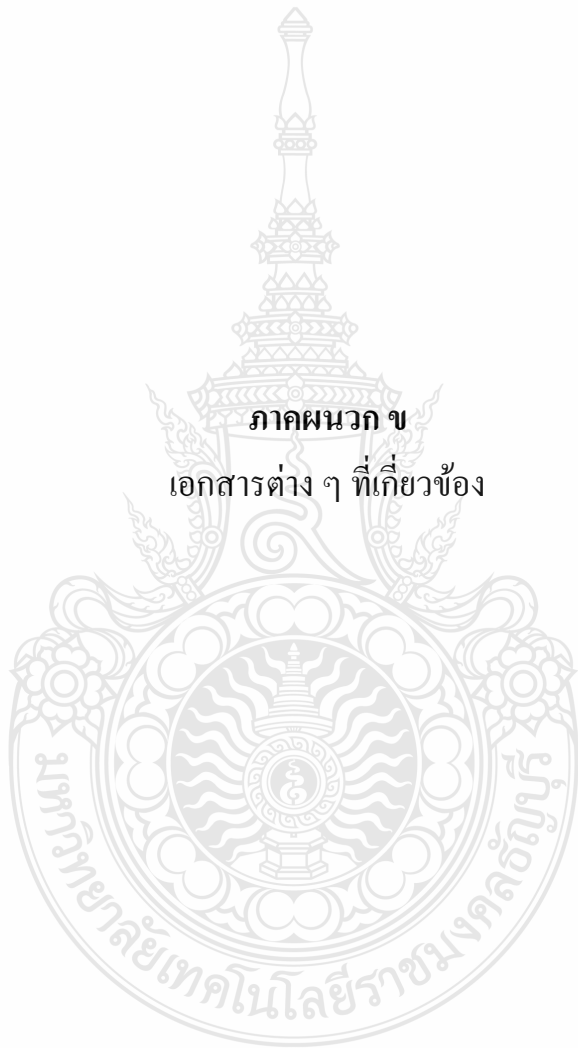 ภาคผนวก ข
เอกสารต่าง ๆ ที่เกี่ยวข้อง
มหาวิทยาลัยเทคโนโลยีราชมงคลธัญบุรี